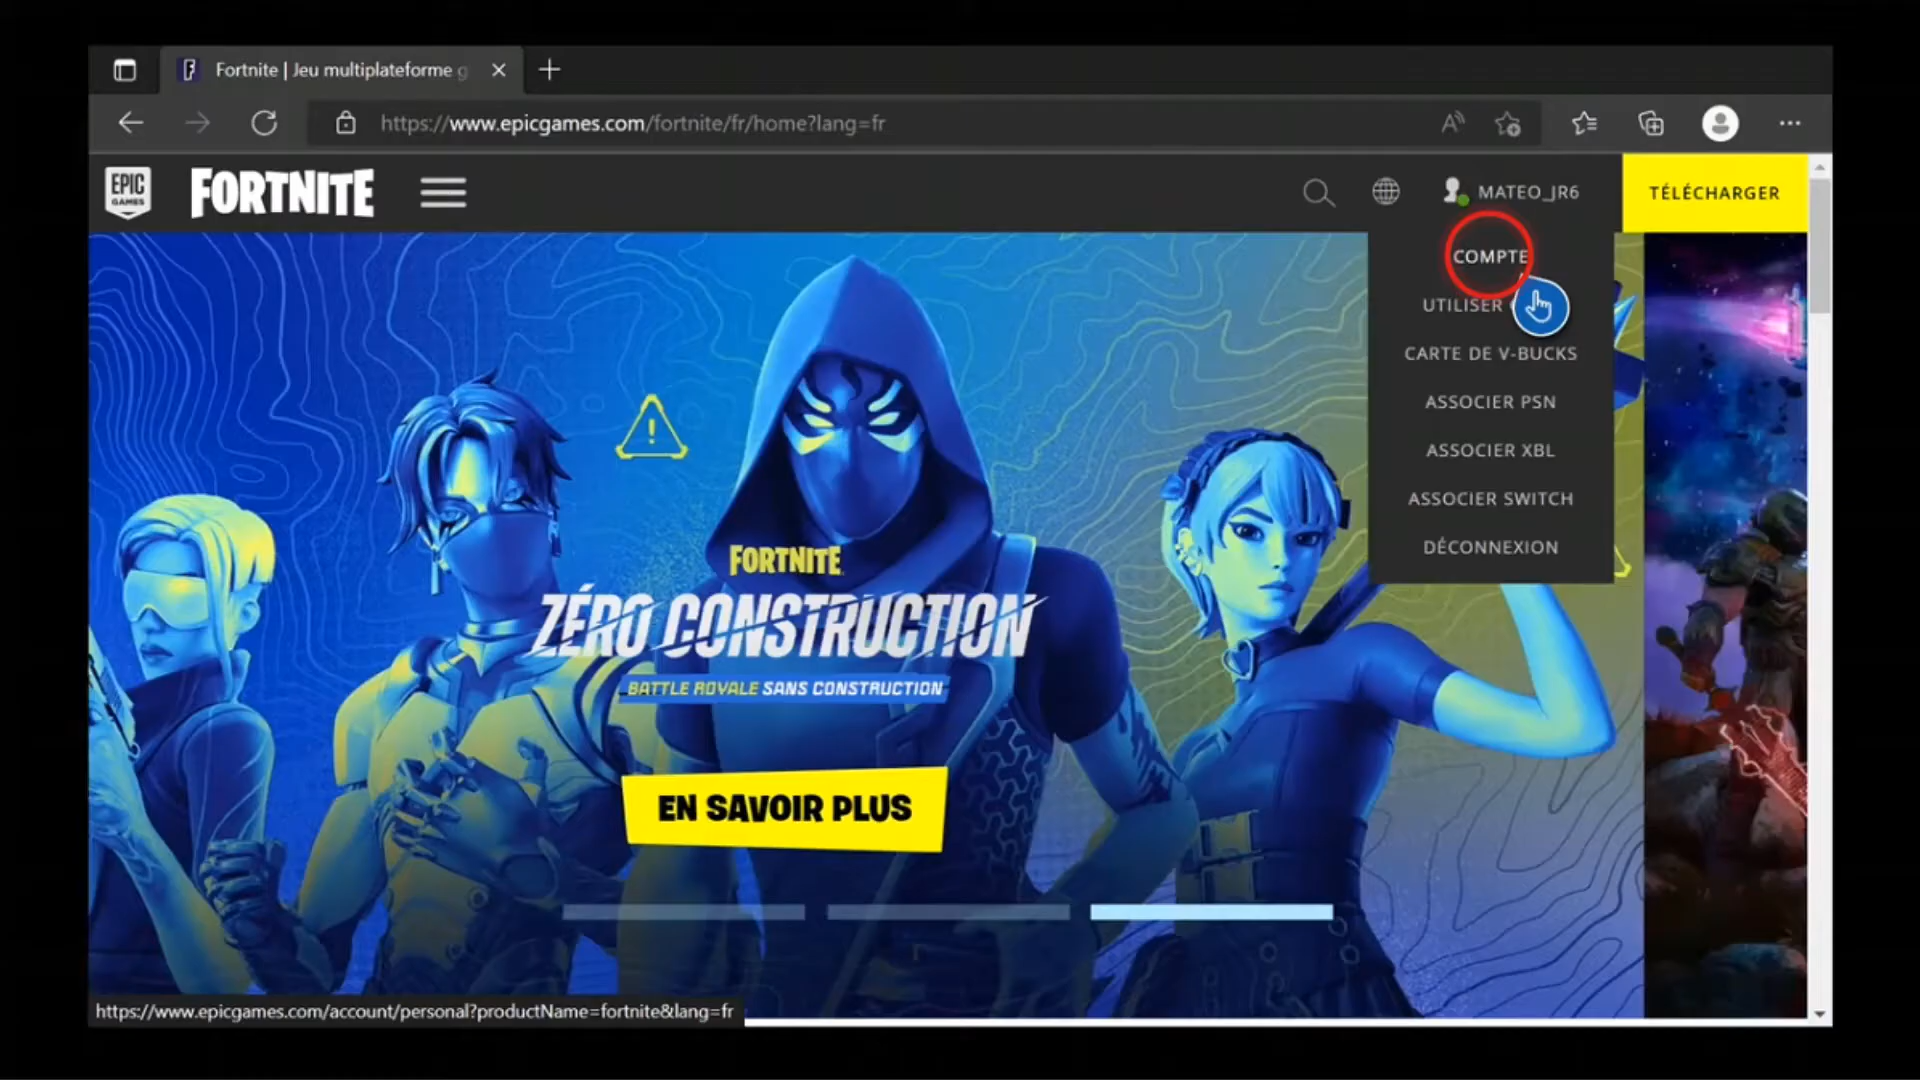 Fortnite | Jeu multiplateforme g
https://www.epicgames.com/fortnite/fr/home?lang=fr
EPIC
GAMES
FORTNITE
MATEO_JR6
TÉLÉCHARGER
COMPTE
UTILISER
CARTE DE V-BUCKS
ASSOCIER PSN
ASSOCIER XBL
ASSOCIER SWITCH
DÉCONNEXION
FORTNITE
ZÉRO CONSTRUCTION
BATTLE ROYALE SANS CONSTRUCTION
EN SAVOIR PLUS
https://www.epicgames.com/account/personal?productName=fortnite&lang=fr